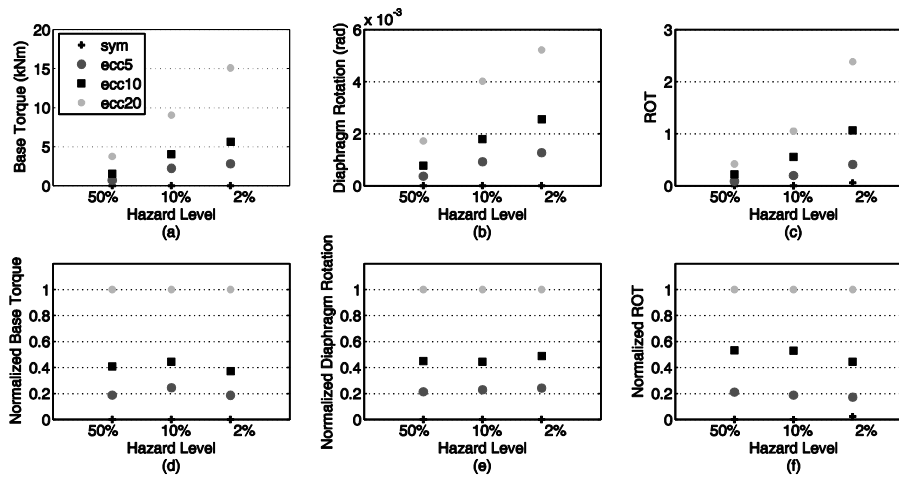 20
15
10
5
0
Base Torque (kNm)
sym
ecc5
ecc10
ecc20
50% 10% 2%
Hazard Level
(a)
x 10⁻³
6
4
2
0
Diaphragm Rotation (rad)
50% 10% 2%
Hazard Level
(b)
3
2
1
0
ROT
50% 10% 2%
Hazard Level
(c)
1
0.8
0.6
0.4
0.2
0
Normalized Base Torque
50% 10% 2%
Hazard Level
(d)
1
0.8
0.6
0.4
0.2
0
Normalized Diaphragm Rotation
50% 10% 2%
Hazard Level
(e)
1
0.8
0.6
0.4
0.2
0
Normalized ROT
50% 10% 2%
Hazard Level
(f)